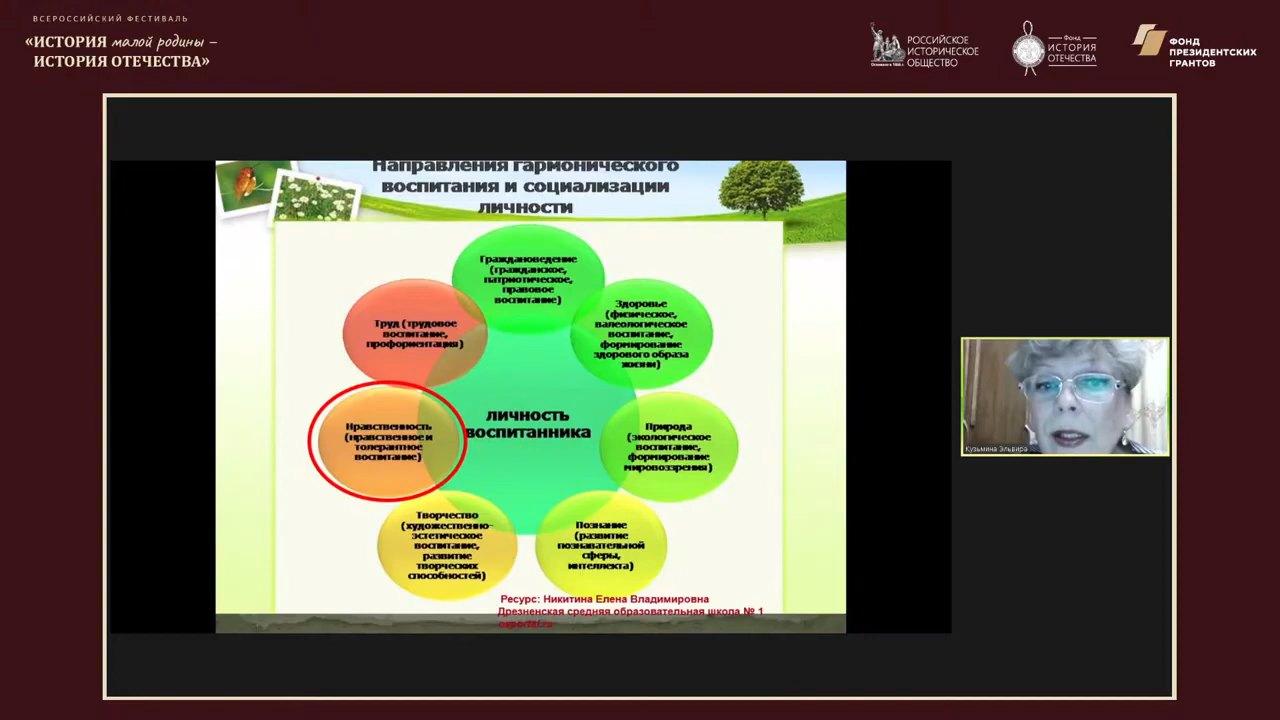 ВСЕРОССИЙСКИЙ ФЕСТИВАЛЬ
«ИСТОРИЯ малой родины –
ИСТОРИЯ ОТЕЧЕСТВА»
РОССИЙСКОЕ
ИСТОРИЧЕСКОЕ
ОБЩЕСТВО
Основано в 1866 г.
Фонд
ИСТОРИЯ
ОТЕЧЕСТВА
ФОНД
ПРЕЗИДЕНТСКИХ
ГРАНТОВ
Направления гармонического
воспитания и социализации
личности
Граждановедение
(гражданское,
патриотическое,
правовое
воспитание)
Здоровье
(физическое,
валеологическое
воспитание,
формирование
здорового образа
жизни)
Труд (трудовое
воспитание,
профориентация)
личность
воспитанника
Нравственность
(нравственное и
толерантное
воспитание)
Природа
(экологическое
воспитание,
формирование
мировоззрения)
Творчество
(художественно-
эстетическое
воспитание,
развитие
творческих
способностей)
Познание
(развитие
познавательной
сферы,
интеллекта)
Ресурс: Никитина Елена Владимировна
Дрезненская средняя образовательная школа № 1
Кузьмина Эльвира